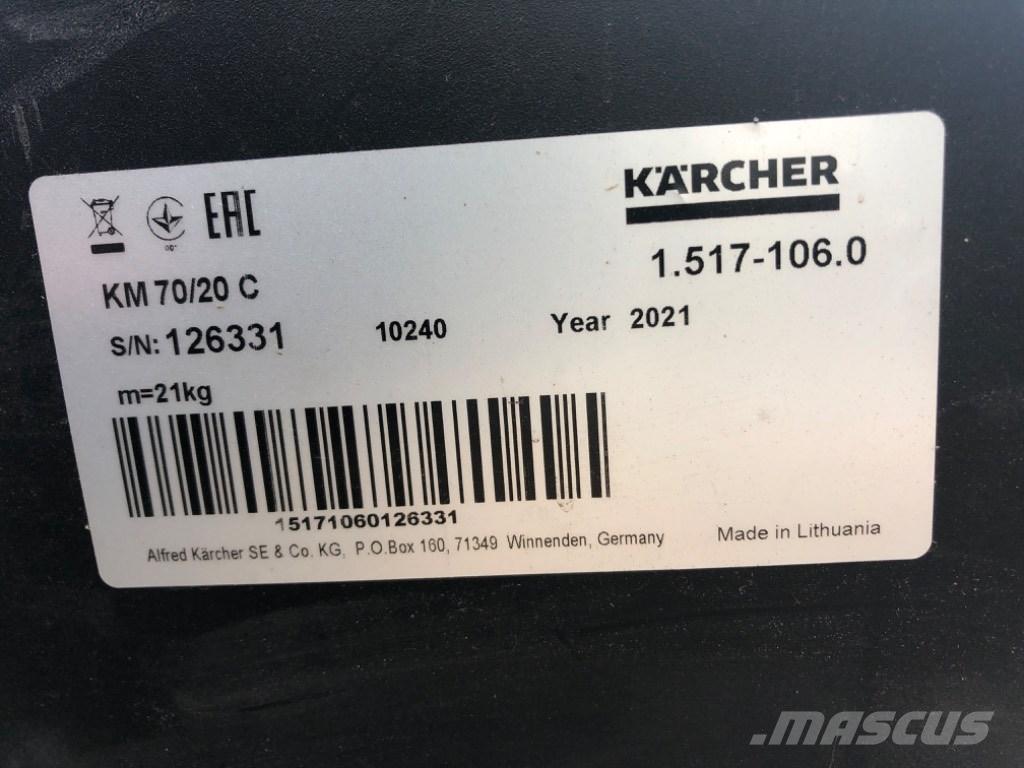 EAC
KÄRCHER
1.517-106.0
KM 70/20 C
S/N: 126331 10240 Year 2021
m=21kg
15171060126331
Alfred Kärcher SE & Co. KG, P.O.Box 160, 71349 Winnenden, Germany
Made in Lithuania
MASCUS